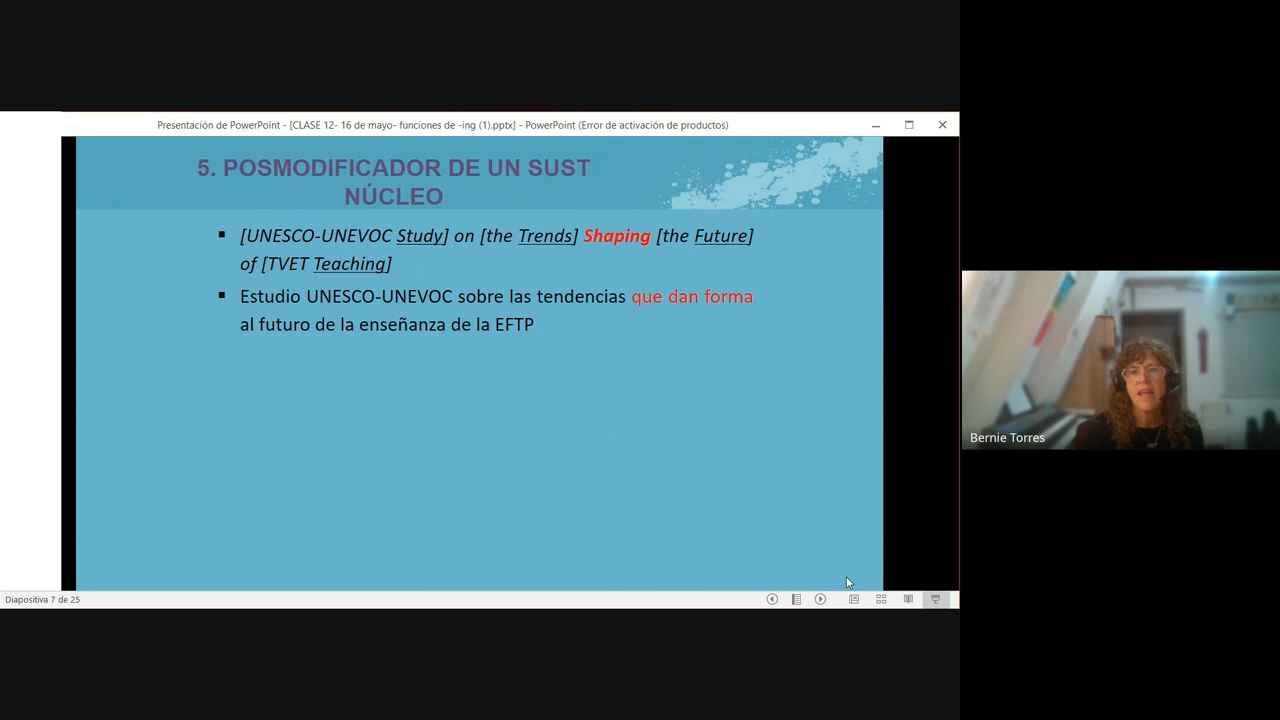 Presentación de PowerPoint - [CLASE 12- 16 de mayo- funciones de -ing (1).pptx] - PowerPoint (Error de activación de productos)
5. POSMODIFICADOR DE UN SUST
NÚCLEO
▪ [UNESCO-UNEVOC Study] on [the Trends] Shaping [the Future]
of [TVET Teaching]
▪ Estudio UNESCO-UNEVOC sobre las tendencias que dan forma
al futuro de la enseñanza de la EFTP
Bernie Torres
Diapositiva 7 de 25